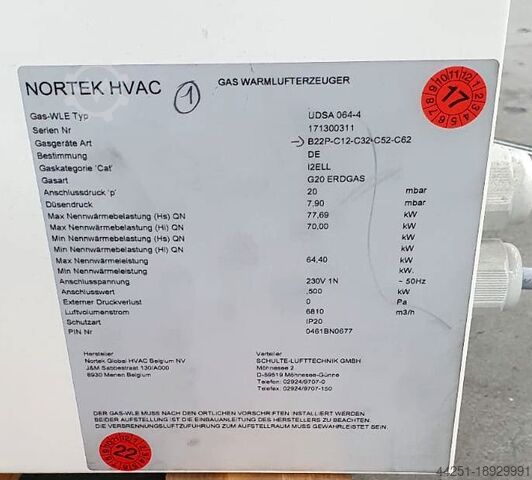 NORTEK HVAC 1 GAS WARMLUFTERZEUGER
Gas-WLE Typ UDSA 064-4
Serien Nr 171300311
Gasgeräte Art B22P-C12-C32-C52-C62
Bestimmung DE
Gaskategorie 'Cat' I2ELL
Gasart G20 ERDGAS
Anschlussdruck 'p' 20 mbar
Düsendruck 7,90 mbar
Max Nennwärmebelastung (Hs) QN 77,69 kW
Max Nennwärmebelastung (Hi) QN 70,00 kW
Min Nennwärmebelastung (Hs) QN kW
Min Nennwärmebelastung (Hi) QN kW
Max Nennwärmeleistung 64,40 kW
Min Nennwärmeleistung. kW
Anschlusspannung 230V 1N ~ 50Hz
Anschlusswert ,500 kW
Externer Druckverlust 0 Pa
Luftvolumenstrom 6810 m3/h
Schutzart IP20
PIN Nr 0461BN0677
Hersteller
Nortek Global HVAC Belgium NV
J&M Sabbestraat 130/A000
8930 Menen Belgium
Verteiler
SCHULTE-LUFTTECHNIK GMBH
Möhnesee 2
D-59519 Möhnesee-Günne
Telefon: 02924/9707-0
Telefax: 02924/9707-150
DER GAS-WLE MUSS NACH DEN ORTLICHEN VORSCHRIFTEN INSTALLIERT WERDEN
BEI DER AUFSTELLUNG IST DIE EINBAUANLEITUNG DES HERSTELLERS ZU BEACHTEN.
DIE VERBRENNUNGSLUFTZUFÜHRUNG ZUM AUFSTELLRAUM MUSS GEWAHRLEISTET SEIN.
17
22
44251-18929991